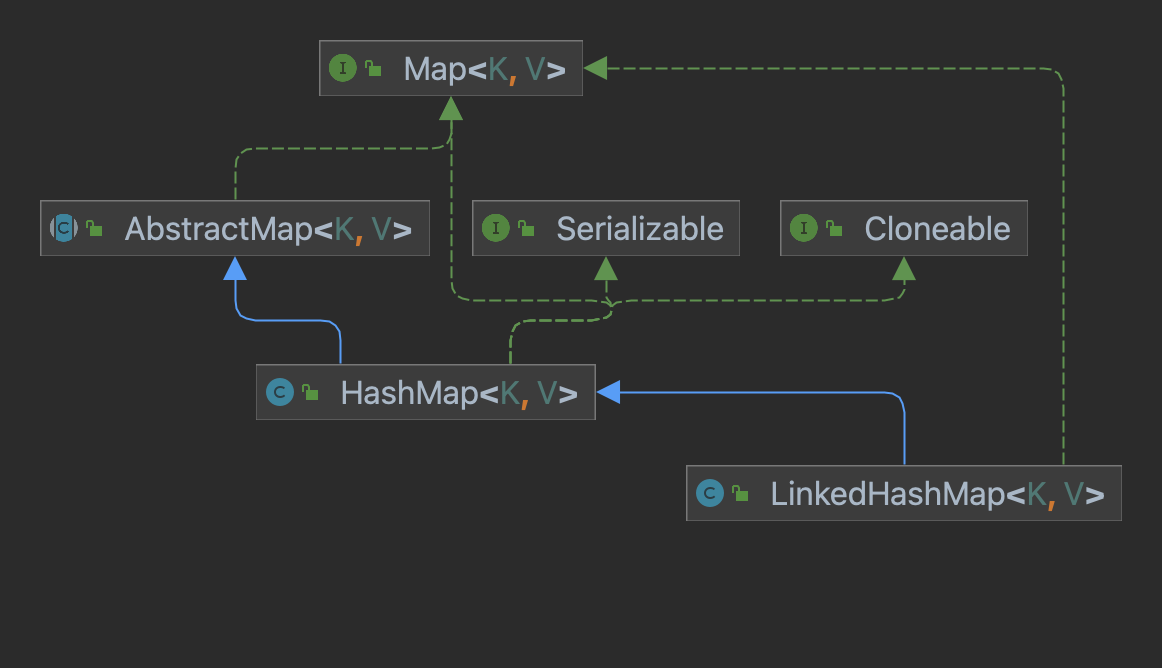 I Map<K, V>
C AbstractMap<K, V>
I Serializable
I Cloneable
C HashMap<K, V>
C LinkedHashMap<K, V>